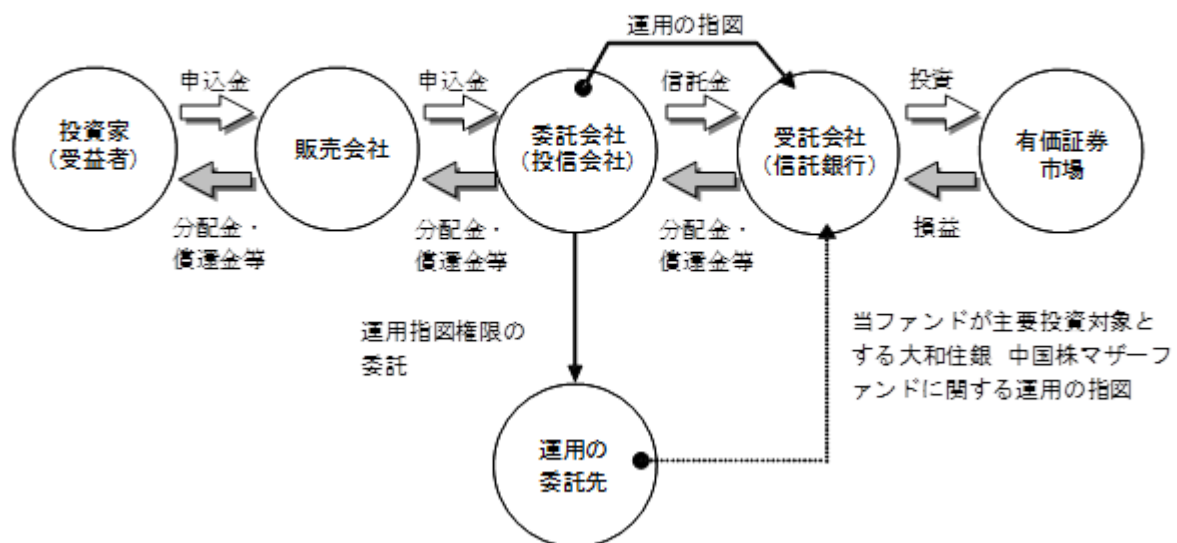 運用の指図
申込金
申込金
信託金
投資
投資家
（受益者）
販売会社
委託会社
（投信会社）
受託会社
（信託銀行）
有価証券
市場
分配金・
償還金等
分配金・
償還金等
分配金・
償還金等
損益
運用指図権限の
委託
当ファンドが主要投資対象と
する大和住銀 中国株マザーフ
ァンドに関する運用の指図
運用の
委託先